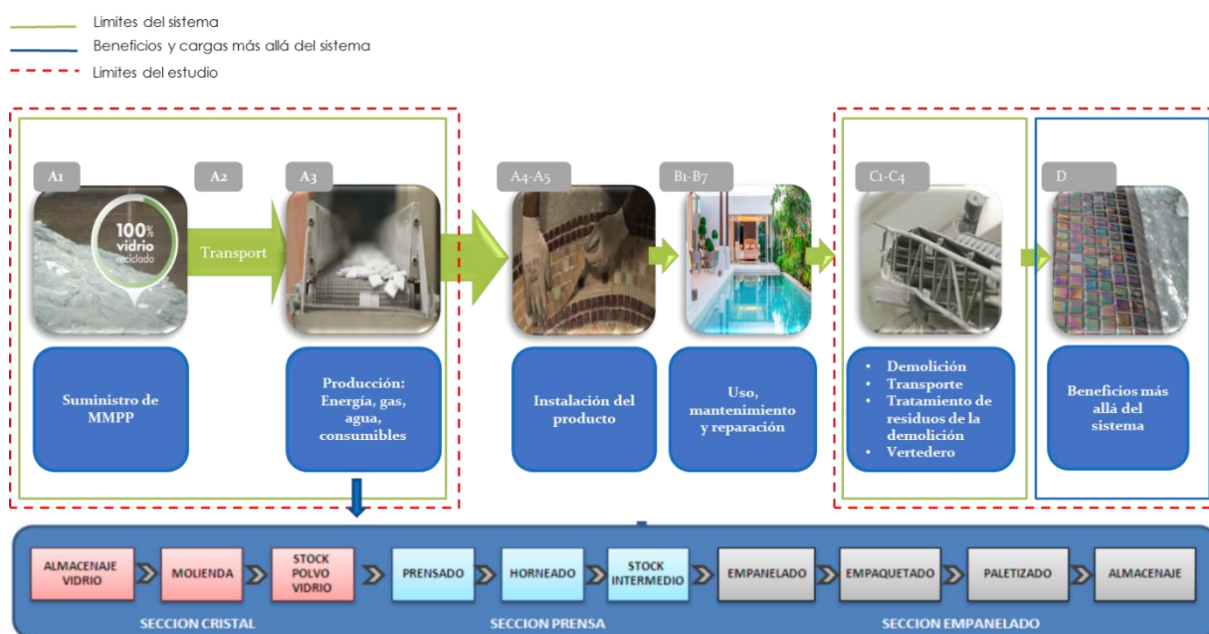 Limites del sistema
Beneficios y cargas más allá del sistema
Limites del estudio
A1
A2
A3
A4-A5
B1-B7
C1-C4
D
100%
vidrio
reciclado
Transport
Suministro de
MMPP
Producción:
Energía, gas,
agua,
consumibles
Instalación del
producto
Uso,
mantenimiento
y reparación
• Demolición
• Transporte
• Tratamiento de
residuos de la
demolición
• Vertedero
Beneficios más
allá del
sistema
ALMACENAJE
VIDRIO
MOLIENDA
STOCK
POLVO
VIDRIO
PRENSADO
HORNEADO
STOCK
INTERMEDIO
EMPANELADO
EMPAQUETADO
PALETIZADO
ALMACENAJE
SECCION CRISTAL
SECCION PRENSA
SECCION EMPANELADO